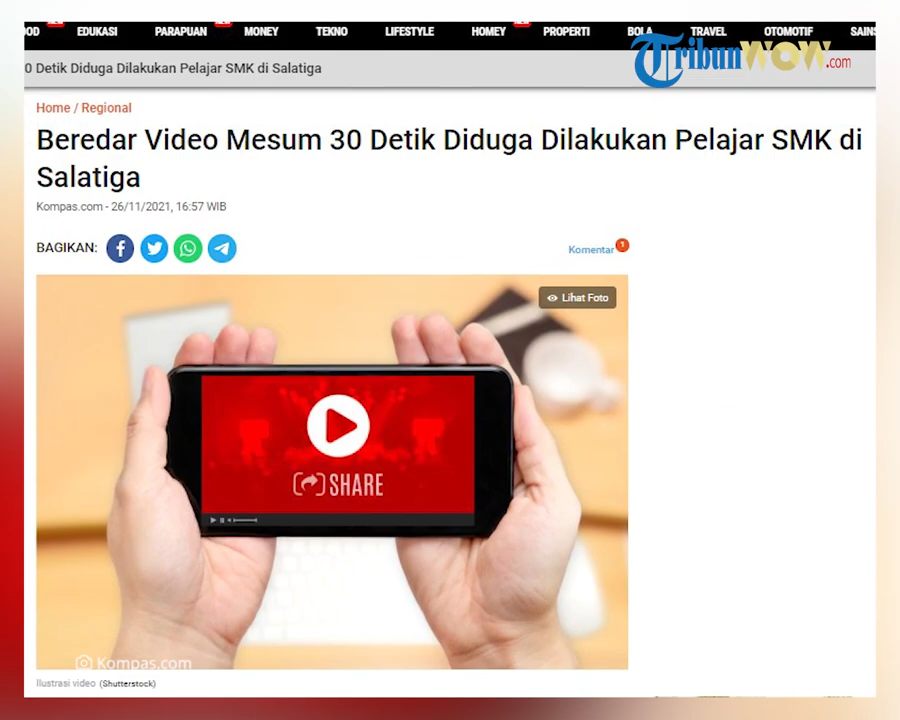 OD EDUKASI PARAPUAN MONEY TEKNO LIFESTYLE HOMEY PROPERTI BOLA TRAVEL OTOMOTIF SAINS
TribunWOW.com
0 Detik Diduga Dilakukan Pelajar SMK di Salatiga
Home / Regional
Beredar Video Mesum 30 Detik Diduga Dilakukan Pelajar SMK di
Salatiga
Kompas.com - 26/11/2021, 16:57 WIB
BAGIKAN:
Komentar 1
Lihat Foto
SHARE
Kompas.com
Ilustrasi video (Shutterstock)